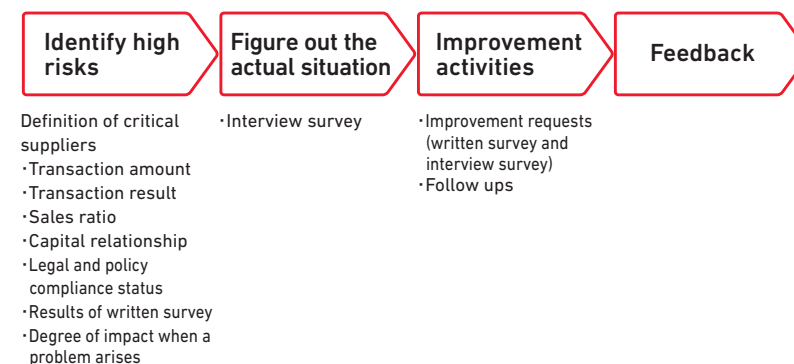 Identify high
risks
Figure out the
actual situation
Improvement
activities
Feedback
Definition of critical
suppliers
・Transaction amount
・Transaction result
・Sales ratio
・Capital relationship
・Legal and policy
compliance status
・Results of written survey
・Degree of impact when a
problem arises
・Interview survey
・Improvement requests
(written survey and
interview survey)
・Follow ups